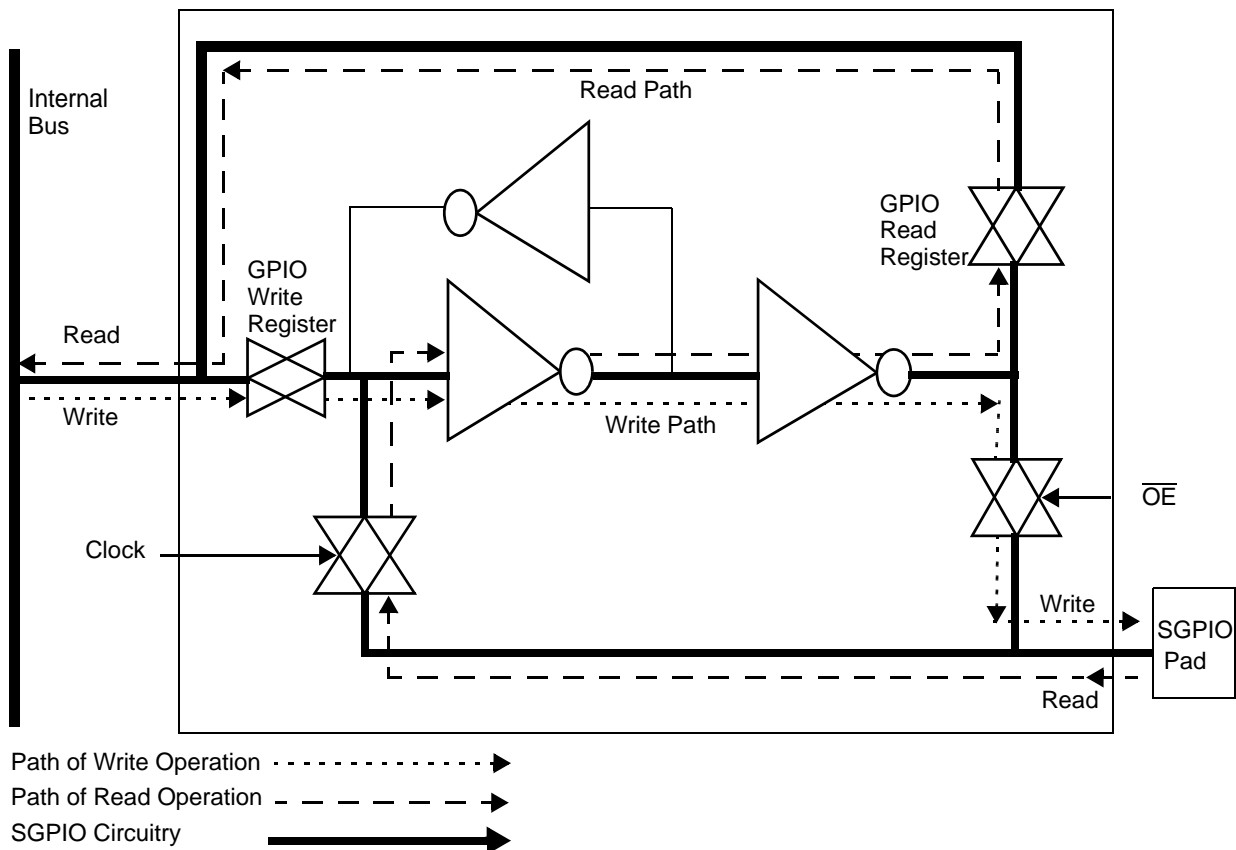 Internal
Bus
Read Path
GPIO
Read
Register
GPIO
Write
Register
Read
Write
Write Path
OE
Clock
Write
SGPIO
Pad
Read
Path of Write Operation
Path of Read Operation
SGPIO Circuitry